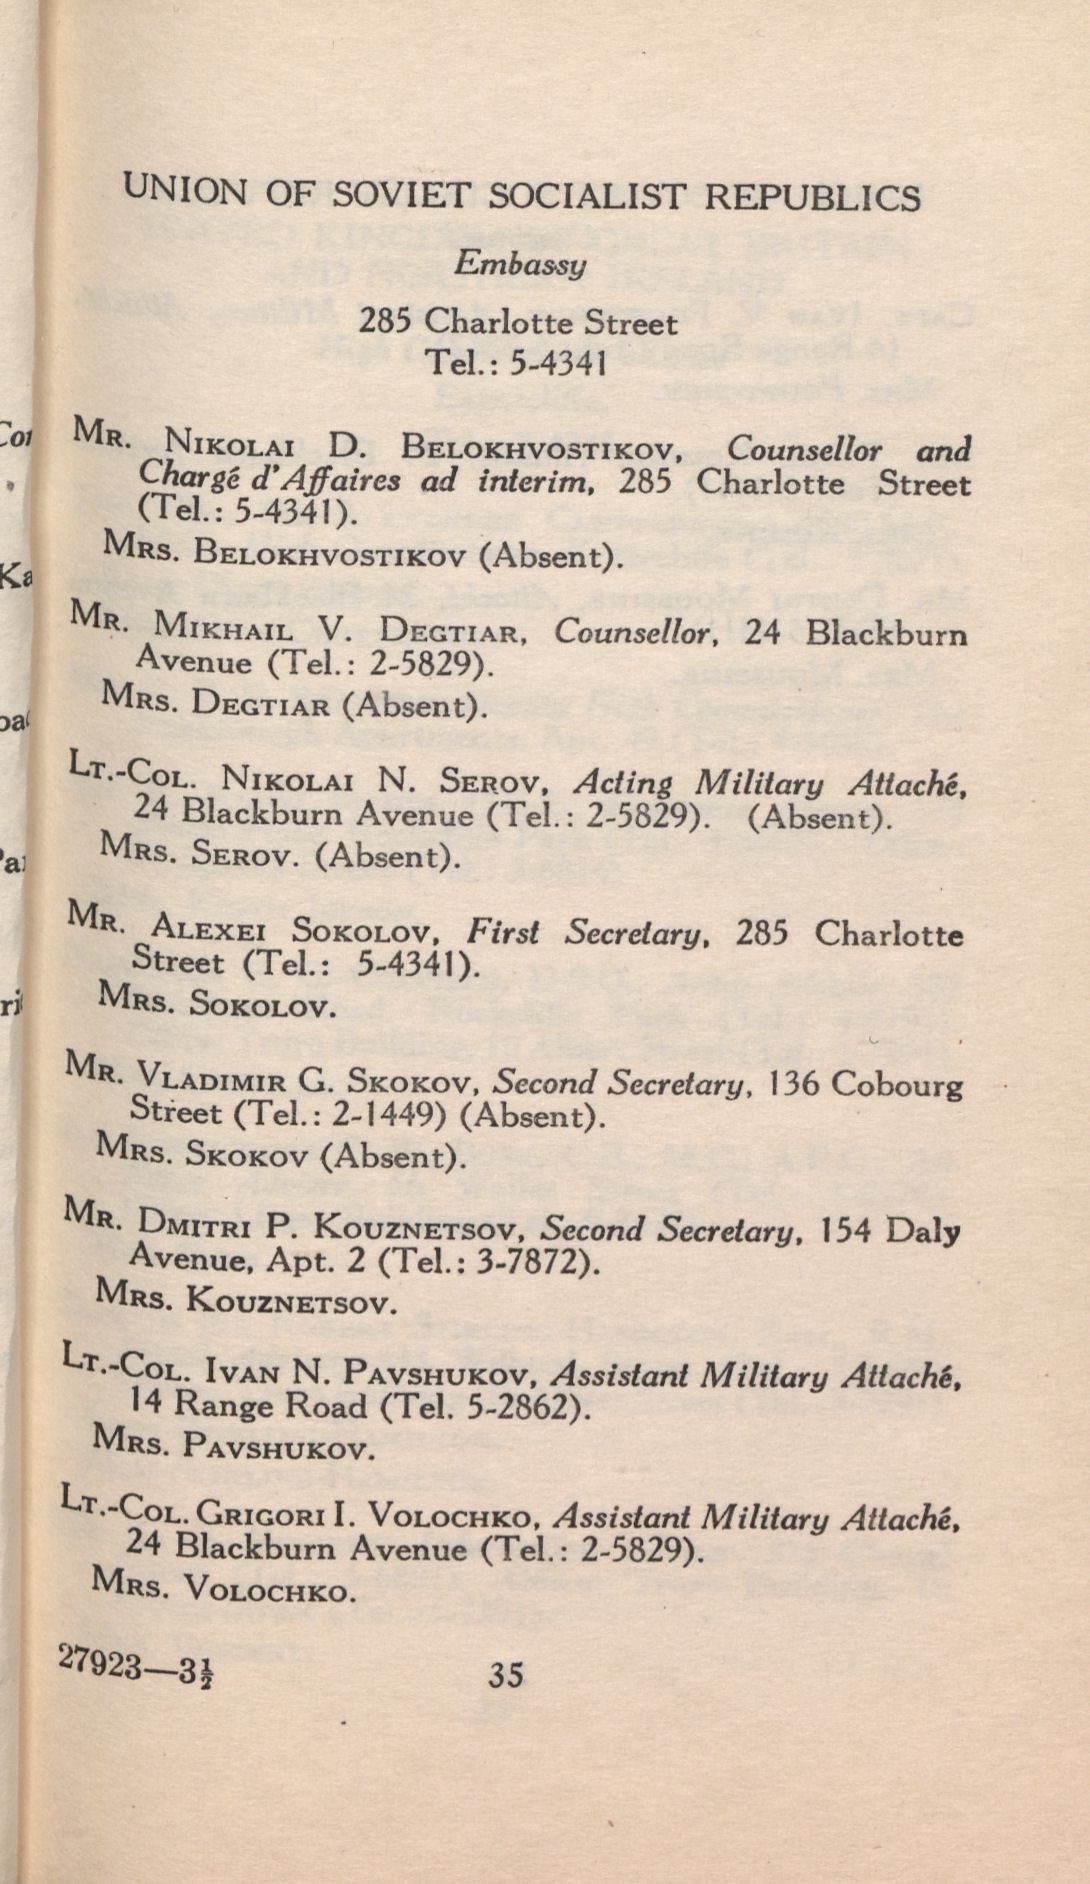 UNION OF SOVIET SOCIALIST REPUBLICS
Embassy
285 Charlotte Street
Tel.: 5-4341
MR. NIKOLAI D. BELOKHVOSTIKOV, Counsellor and
Chargé d'Affaires ad interim, 285 Charlotte Street
(Tel.: 5-4341).
MRS. BELOKHVOSTIKOV (Absent).
MR. MIKHAIL V. DEGTIAR, Counsellor, 24 Blackburn
Avenue (Tel.: 2-5829).
MRS. DEGTIAR (Absent).
LT.-COL. NIKOLAI N. SEROV, Acting Military Attaché,
24 Blackburn Avenue (Tel.: 2-5829). (Absent).
MRS. SEROV. (Absent).
MR. ALEXEI SOKOLOV, First Secretary, 285 Charlotte
Street (Tel.: 5-4341).
MRS. SOKOLOV.
MR. VLADIMIR G. SKOKOV, Second Secretary, 136 Cobourg
Street (Tel.: 2-1449) (Absent).
MRS. SKOKOV (Absent).
MR. DMITRI P. KOUZNETSOV, Second Secretary, 154 Daly
Avenue, Apt. 2 (Tel.: 3-7872).
MRS. KOUZNETSOV.
LT.-COL. IVAN N. PAVSHUKOV, Assistant Military Attaché,
14 Range Road (Tel. 5-2862).
MRS. PAVSHUKOV.
LT.-COL. GRIGORI I. VOLOCHKO, Assistant Military Attaché,
24 Blackburn Avenue (Tel.: 2-5829).
MRS. VOLOCHKO.
27923—3½
35